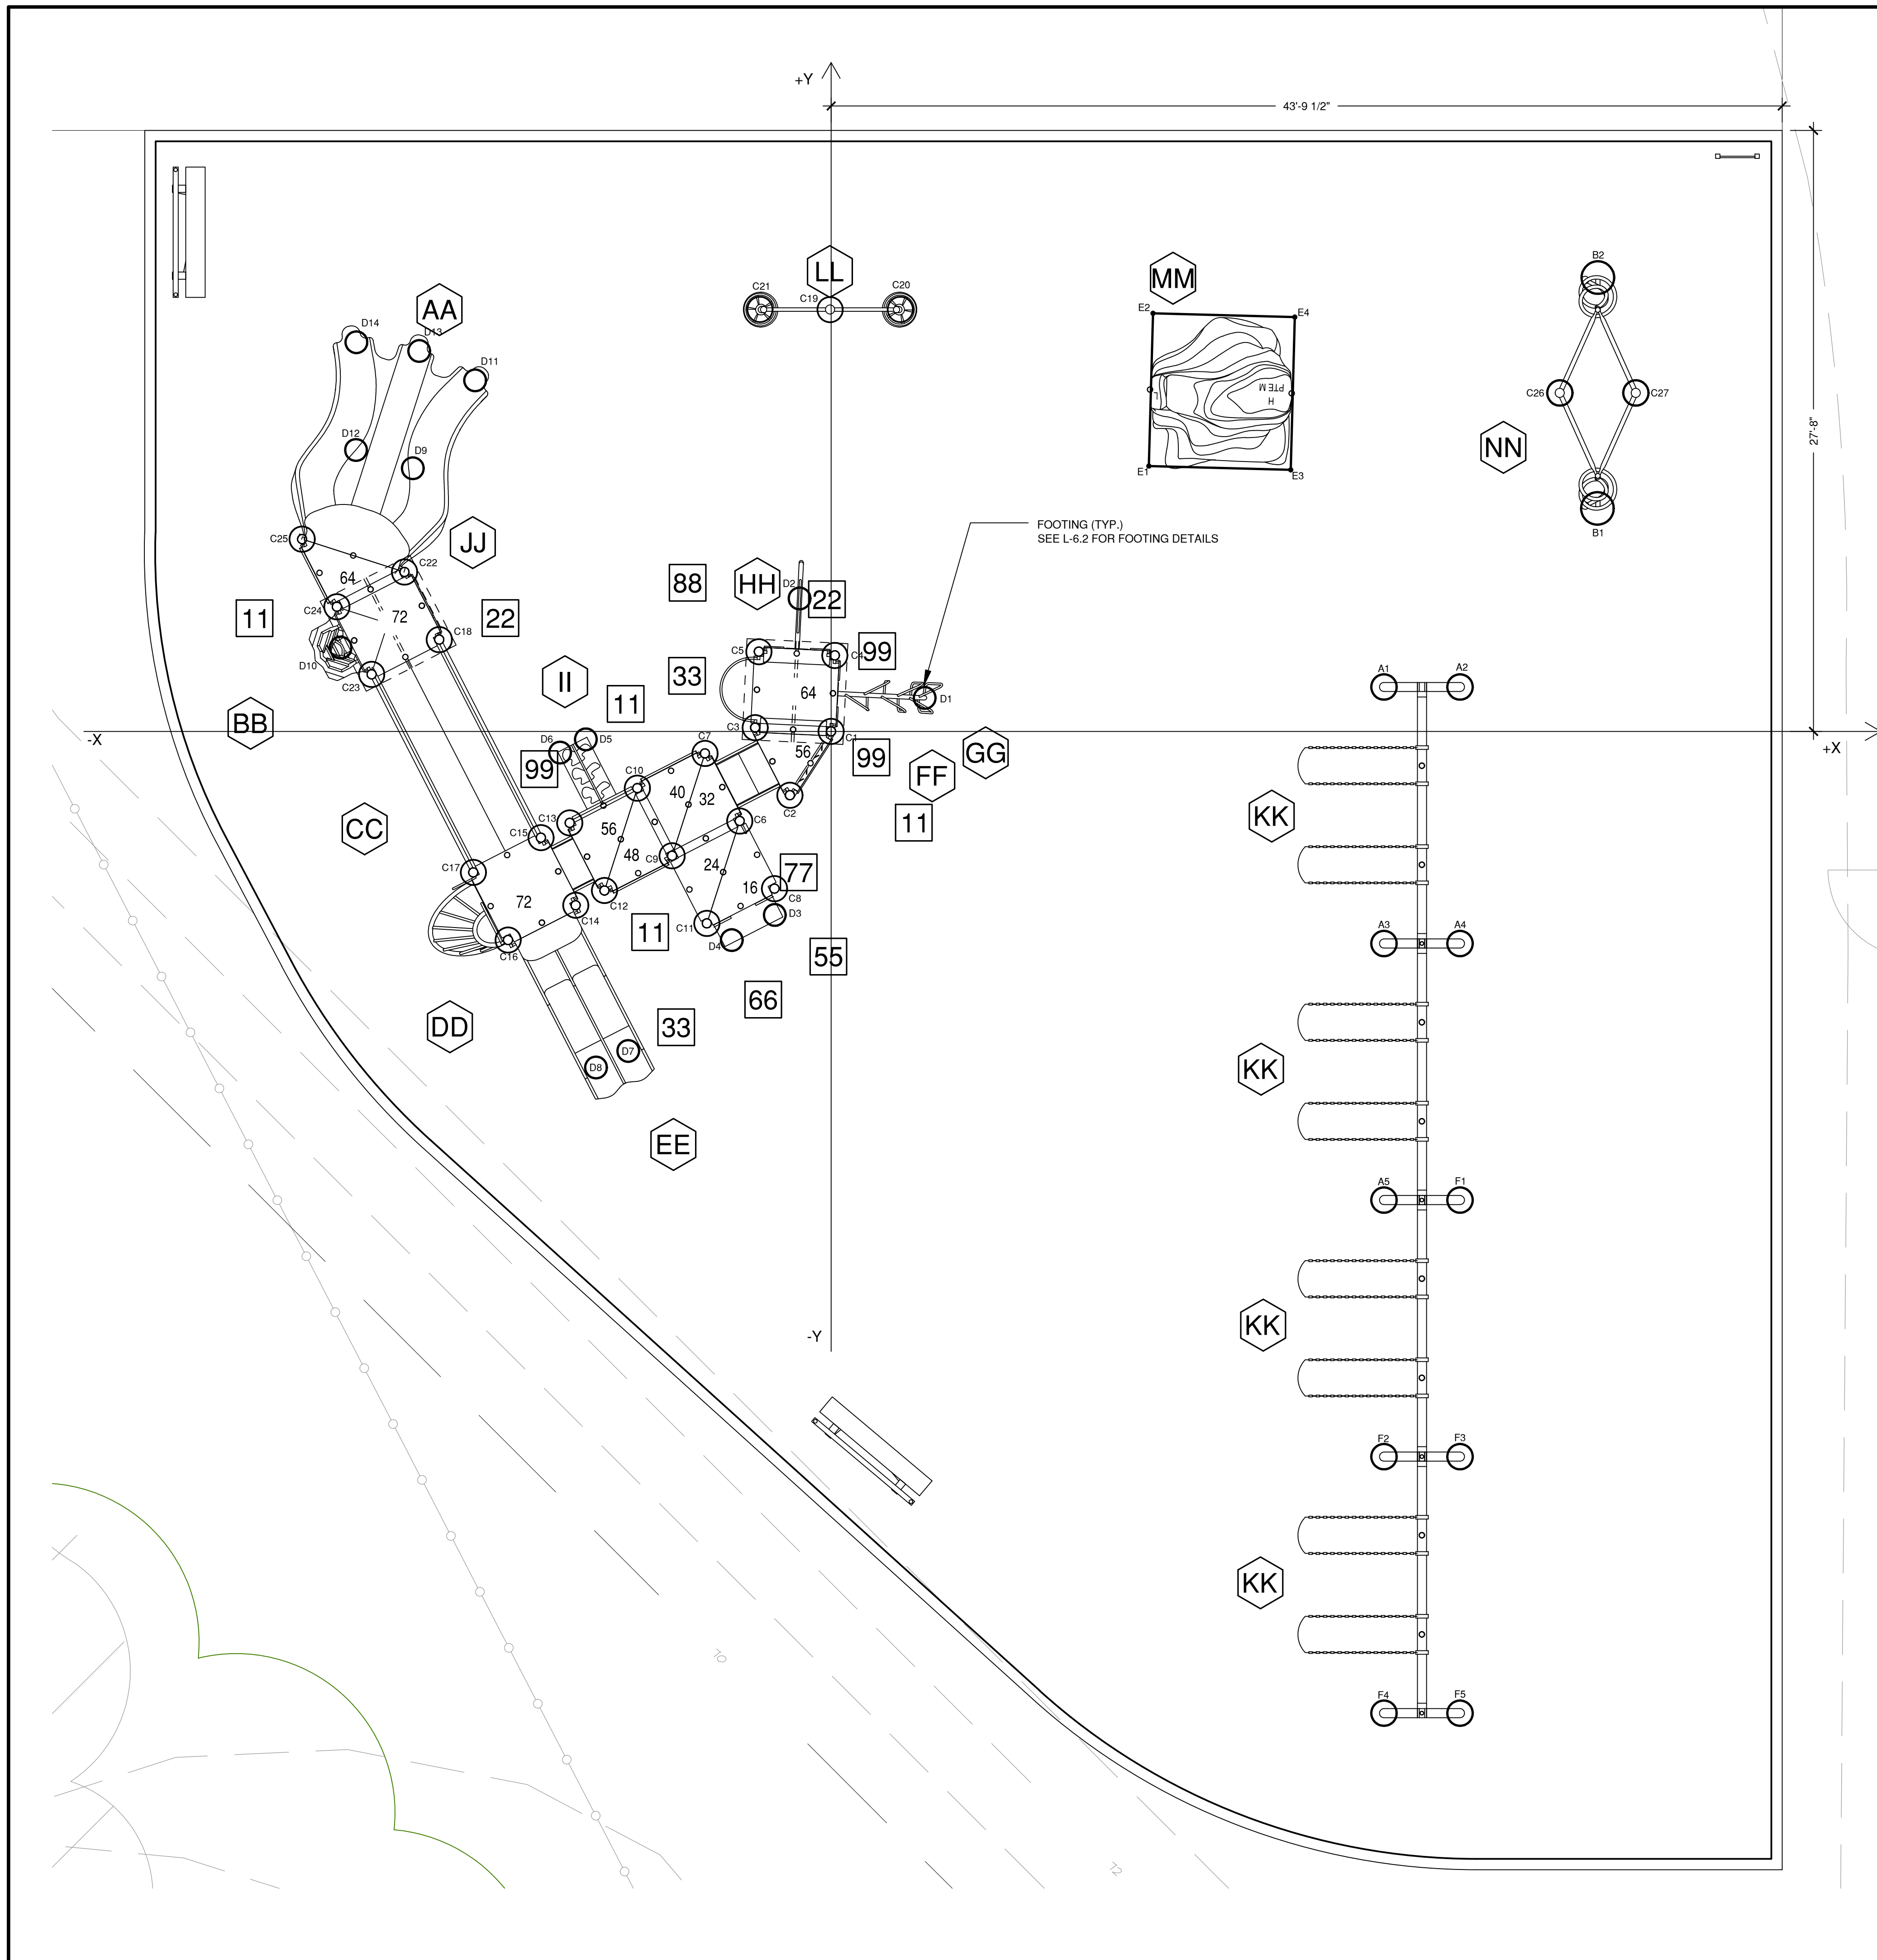 +Y
43'-9 1/2"
27'-8"
LL
C21
C19
C20
MM
E2
E4
H
PTE M
L
E1
E3
B2
C26
C27
NN
B1
AA
D14
D13
D11
D12
D9
C25
JJ
C22
64
C24
72
11
22
C18
D10
C23
BB
FOOTING (TYP.)
SEE L-6.2 FOR FOOTING DETAILS
88
HH
D2
22
C5
C4
99
33
64
D1
II
11
C3
C1
-X
+X
D6
D5
C7
56
99
GG
99
FF
C10
C2
11
40
32
CC
C13
C6
C15
56
C9
48
24
C17
77
16
C8
72
C12
C14
C11
D3
11
D4
C16
55
66
DD
33
D7
D8
EE
-Y
A1
A2
KK
A3
A4
KK
A5
F1
KK
F2
F3
KK
F4
F5
70
72